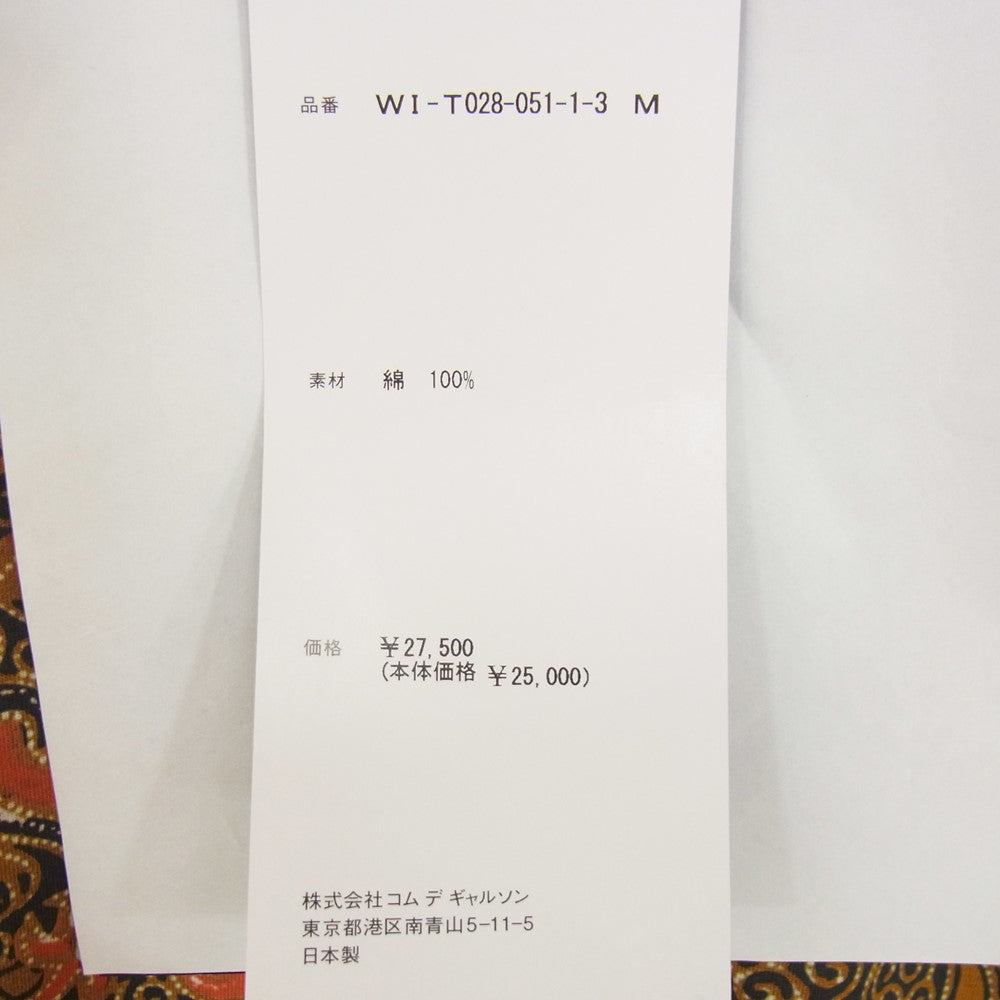 品番 WI-T028-051-1-3 M
素材 綿 100%
価格 ¥27,500
(本体価格 ¥25,000)
株式会社コム デ ギャルソン
東京都港区南青山5-11-5
日本製